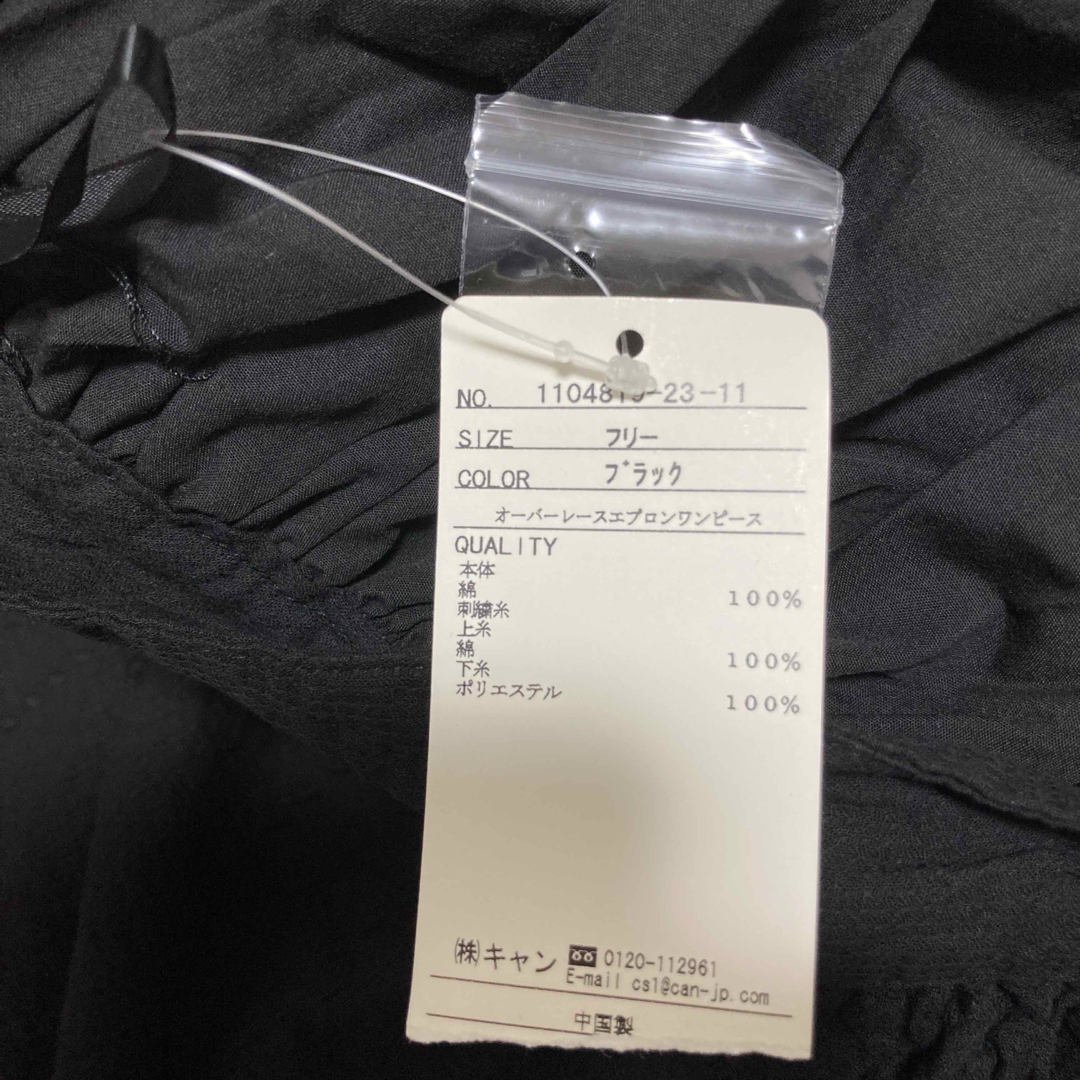 NO. 1104819-23-11
SIZE フリー
COLOR ブラック
オーバーレースエプロンワンピース
QUALITY
本体
綿 100%
刺繍糸
上糸
綿 100%
下糸
ポリエステル 100%
㈱キャン 0120-112961
E-mail cs1@can-jp.com
中国製